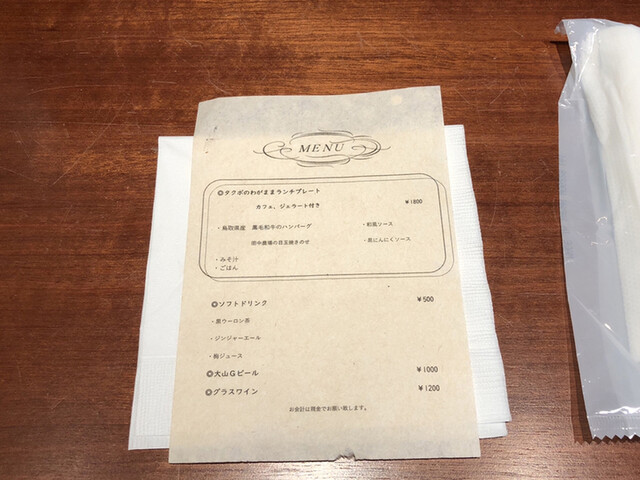 MENU
◎タクボのわがままランチプレート
カフェ、ジェラート付き ¥1800
・鳥取県産 黒毛和牛のハンバーグ ・和風ソース
田中農場の目玉焼きのせ ・黒にんにくソース
・みそ汁
・ごはん
◎ソフトドリンク ¥500
・黒ウーロン茶
・ジンジャーエール
・梅ジュース
◎大山Gビール ¥1000
◎グラスワイン ¥1200
お会計は現金でお願い致します。